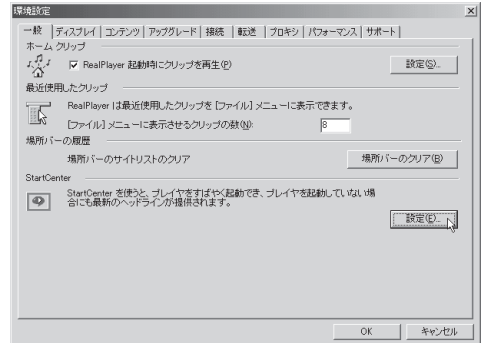 環境設定
一般 ディスプレイ コンテンツ アップグレード 接続 転送 プロキシ パフォーマンス サポート
ホーム クリップ
RealPlayer 起動時にクリップを再生(P)
設定(S)...
最近使用したクリップ
RealPlayer は最近使用したクリップを [ファイル] メニューに表示できます。
[ファイル] メニューに表示させるクリップの数(N): 8
場所バーの履歴
場所バーのサイトリストのクリア
場所バーのクリア(B)
StartCenter
StartCenter を使うと、プレイヤをすばやく起動でき、プレイヤを起動していない場
合にも最新のヘッドラインが提供されます。
設定(E)...
OK キャンセル